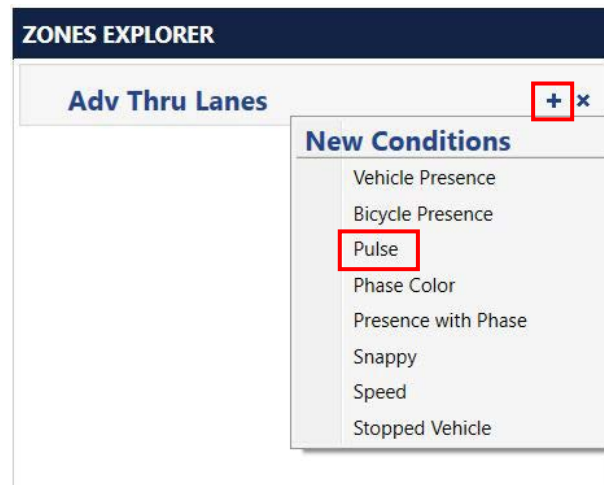 ZONES EXPLORER
Adv Thru Lanes + ×
New Conditions
Vehicle Presence
Bicycle Presence
Pulse
Phase Color
Presence with Phase
Snappy
Speed
Stopped Vehicle